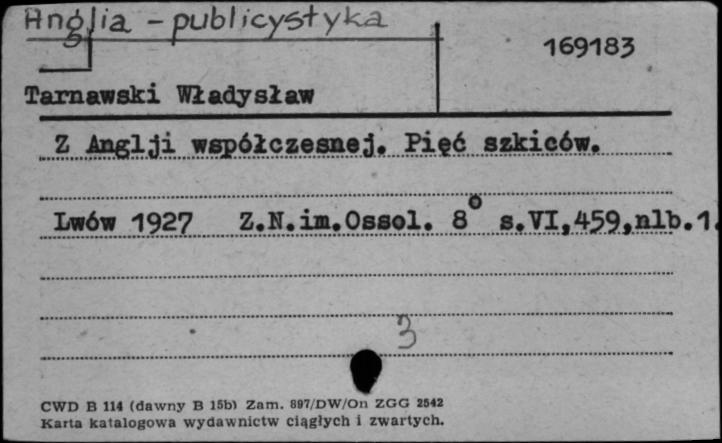 Anglia - publicystyka
169183
Tarnawski Władysław
Z Anglji współczesnej. Pięć szkiców.
Lwów 1927 Z.N.im.Ossol. 8° s.VI,459,nlb.1.
3
CWD B 114 (dawny B 15b) Zam. 897/DW/On ZGG 2542
Karta katalogowa wydawnictw ciągłych i zwartych.